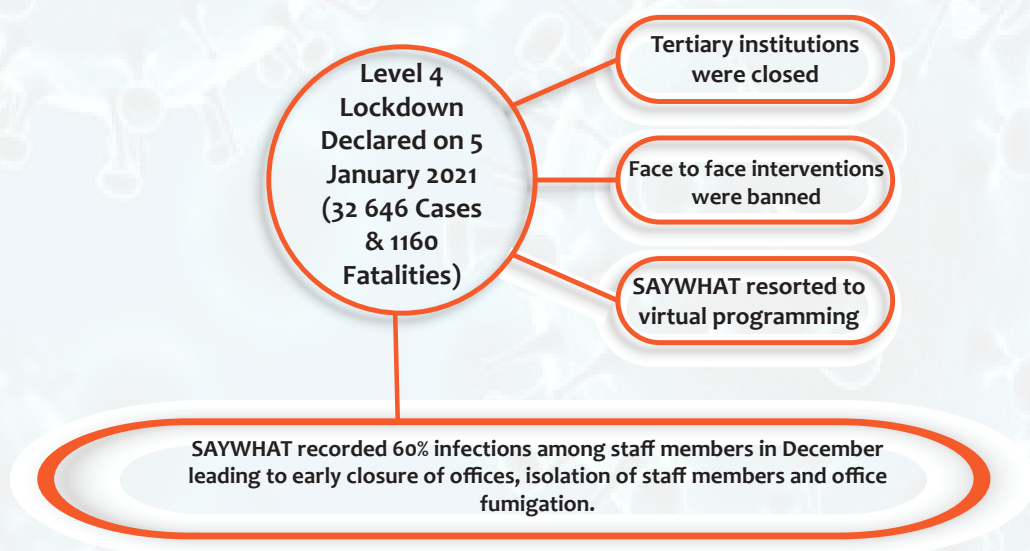 Level 4
Lockdown
Declared on 5
January 2021
(32 646 Cases
& 1160
Fatalities)
Tertiary institutions
were closed
Face to face interventions
were banned
SAYWHAT resorted to
virtual programming
SAYWHAT recorded 60% infections among staff members in December
leading to early closure of offices, isolation of staff members and office
fumigation.